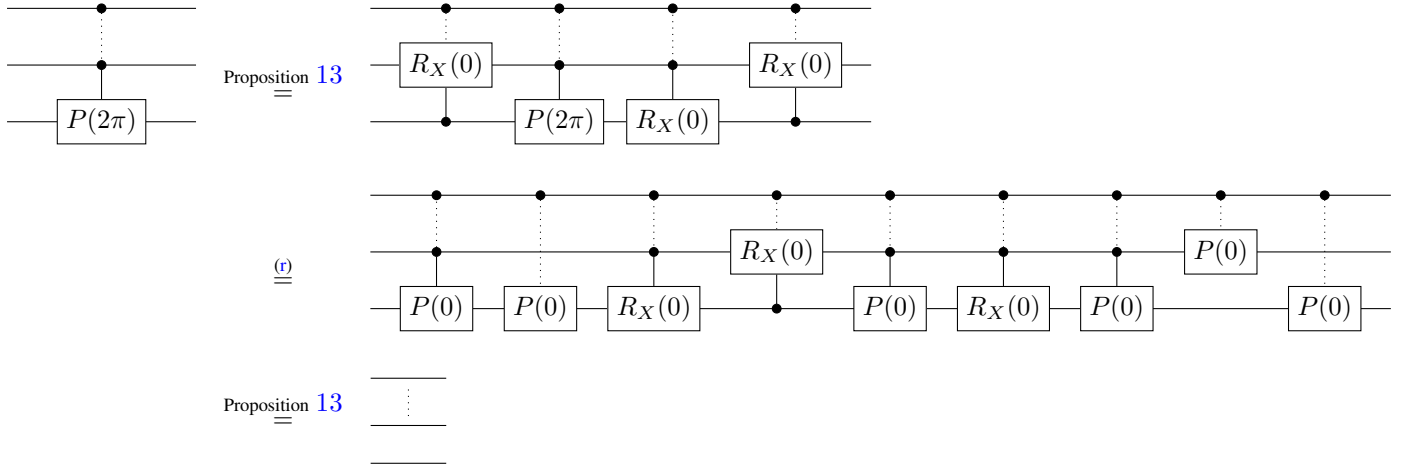 P(2π)
Proposition 13
=
R_X(0) R_X(0)
P(2π) R_X(0)
(r)
=
R_X(0) P(0)
P(0) P(0) R_X(0) P(0) R_X(0) P(0) P(0)
Proposition 13
=